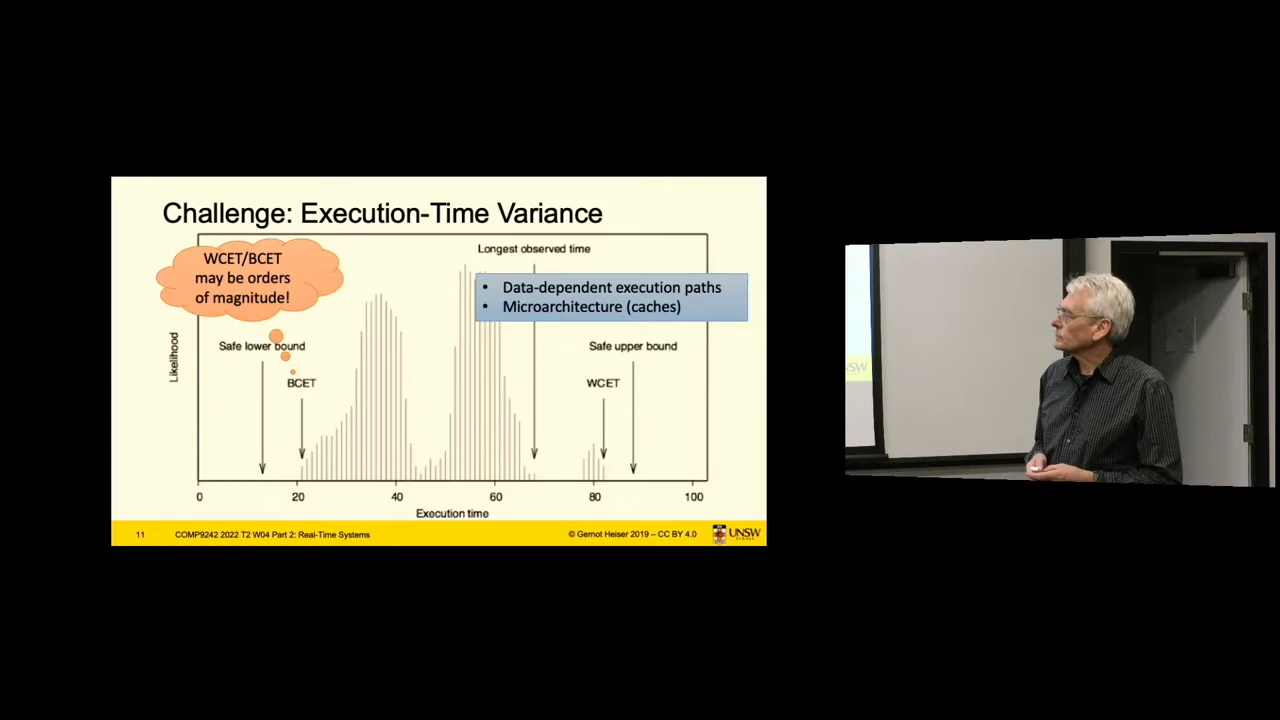 Challenge: Execution-Time Variance
WCET/BCET
may be orders
of magnitude!
Longest observed time
• Data-dependent execution paths
• Microarchitecture (caches)
Safe lower bound
Safe upper bound
BCET
WCET
Likelihood
0 20 40 60 80 100
Execution time
11 COMP9242 2022 T2 W04 Part 2: Real-Time Systems © Gernot Heiser 2019 – CC BY 4.0 UNSW
SYDNEY